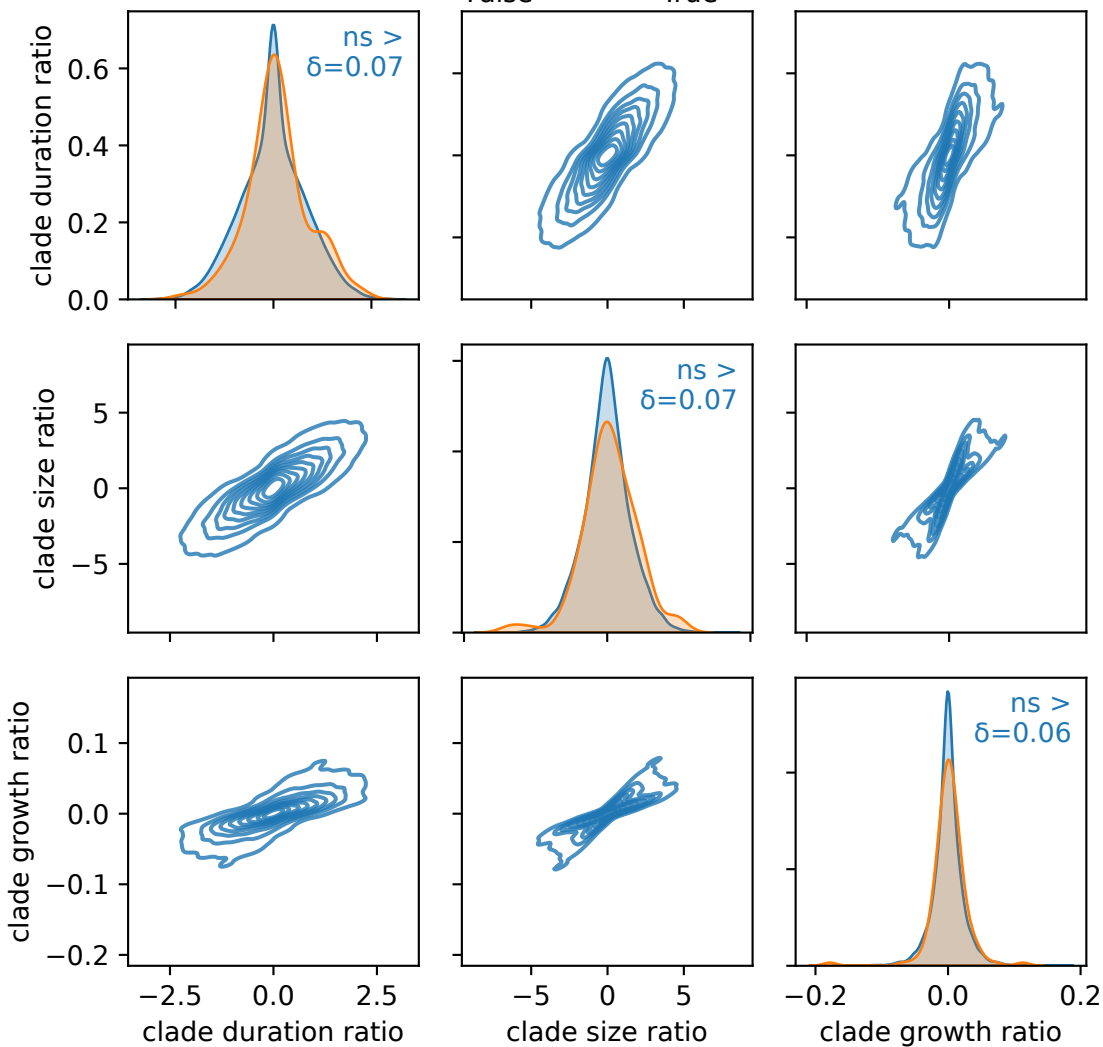 True
clade duration ratio
0.6
0.4
0.2
0.0
ns >
δ=0.07
clade size ratio
5
0
−5
ns >
δ=0.07
clade growth ratio
0.1
0.0
−0.1
−0.2
ns >
δ=0.06
−2.5
0.0
2.5
−5
0
5
−0.2
0.0
0.2
clade duration ratio
clade size ratio
clade growth ratio